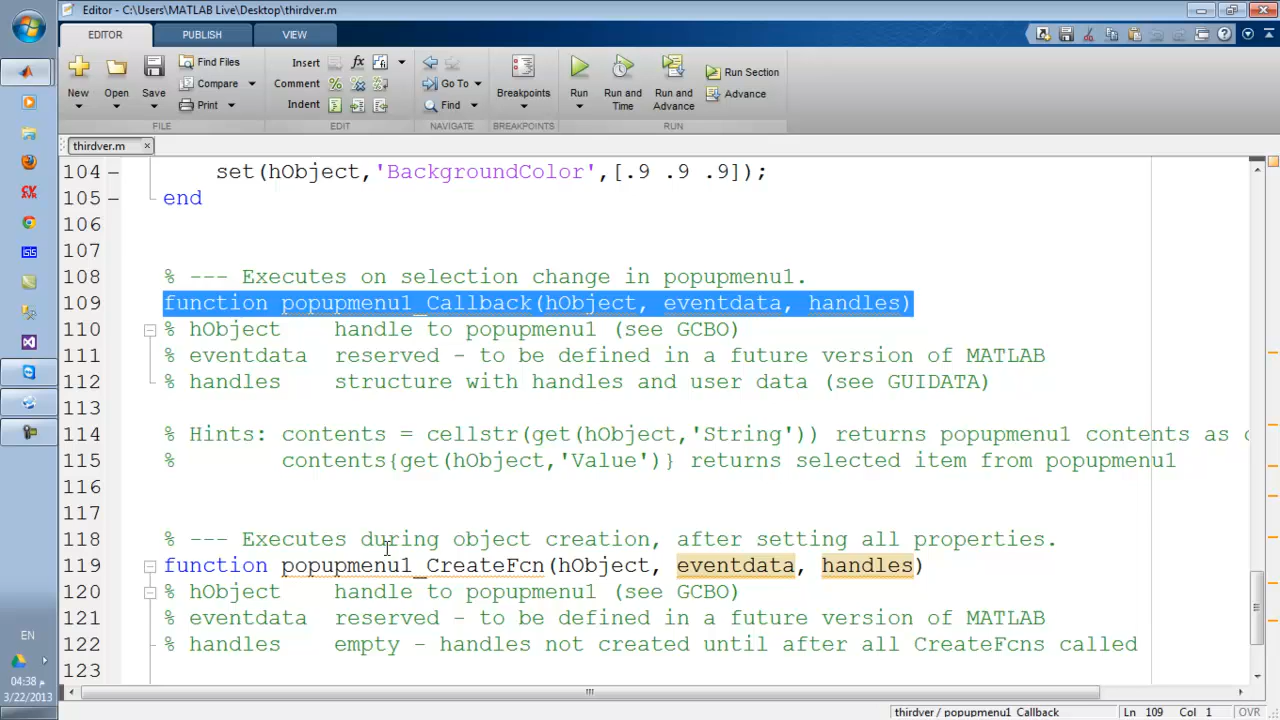 Editor - C:\Users\MATLAB Live\Desktop\thirdver.m
EDITOR PUBLISH VIEW
New Open Save
Find Files
Compare
Print
FILE
Insert fx
Comment
Indent
EDIT
Go To
Find
NAVIGATE
Breakpoints
BREAKPOINTS
Run
Run and Time
Run and Advance
Run Section
Advance
RUN
thirdver.m
104 set(hObject,'BackgroundColor',[.9 .9 .9]);
105 end
106
107
108 % --- Executes on selection change in popupmenu1.
109 function popupmenu1_Callback(hObject, eventdata, handles)
110 % hObject    handle to popupmenu1 (see GCBO)
111 % eventdata  reserved - to be defined in a future version of MATLAB
112 % handles    structure with handles and user data (see GUIDATA)
113
114 % Hints: contents = cellstr(get(hObject,'String')) returns popupmenu1 contents as
115 %        contents{get(hObject,'Value')} returns selected item from popupmenu1
116
117
118 % --- Executes during object creation, after setting all properties.
119 function popupmenu1_CreateFcn(hObject, eventdata, handles)
120 % hObject    handle to popupmenu1 (see GCBO)
121 % eventdata  reserved - to be defined in a future version of MATLAB
122 % handles    empty - handles not created until after all CreateFcns called
123
thirdver / popupmenu1_Callback Ln 109 Col 1 OVR
EN
04:38 م
3/22/2013